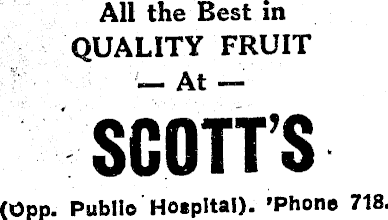 All the Best in
QUALITY FRUIT
— At —
SCOTT'S
(Opp. Public Hospital). 'Phone 718.